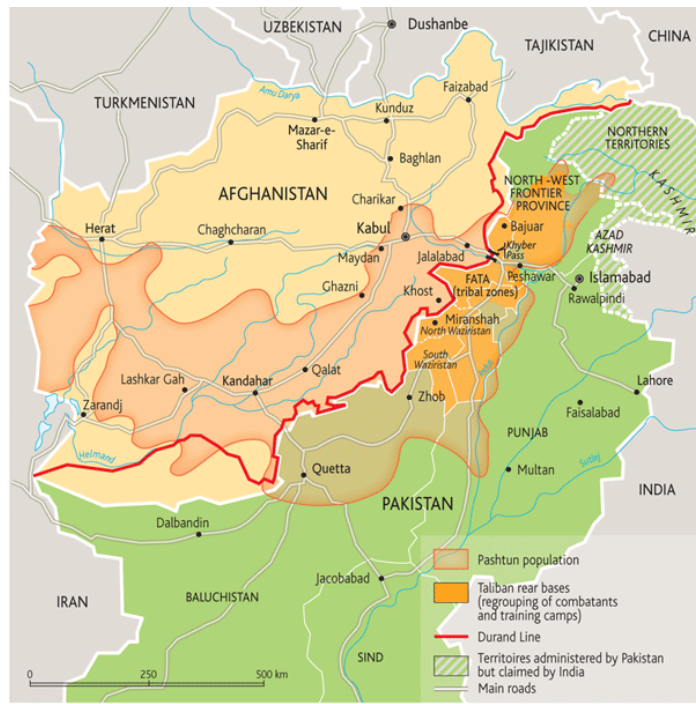 UZBEKISTAN
Dushanbe
CHINA
TAJIKISTAN
TURKMENISTAN
Amu Darya
Faizabad
Kunduz
Mazar-e-
Sharif
Baghlan
NORTHERN
TERRITORIES
NORTH -WEST
FRONTIER
PROVINCE
KASHMIR
AFGHANISTAN
Charikar
Bajuar
Herat
Chaghcharan
Kabul
Khyber
Pass
AZAD
KASHMIR
Maydan
Jalalabad
Peshawar
Islamabad
Rawalpindi
Ghazni
Khost
FATA
(tribal zones)
Miranshah
North Waziristan
South
Waziristan
Indus
Lashkar Gah
Kandahar
Qalat
Zhob
Lahore
Zarandj
Faisalabad
PUNJAB
Helmand
Quetta
Multan
Sutlej
PAKISTAN
INDIA
Dalbandin
Jacobabad
IRAN
BALUCHISTAN
SIND
0
250
500 km
Pashtun population
Taliban rear bases
(regrouping of combatants
and training camps)
Durand Line
Territoires administered by Pakistan
but claimed by India
Main roads